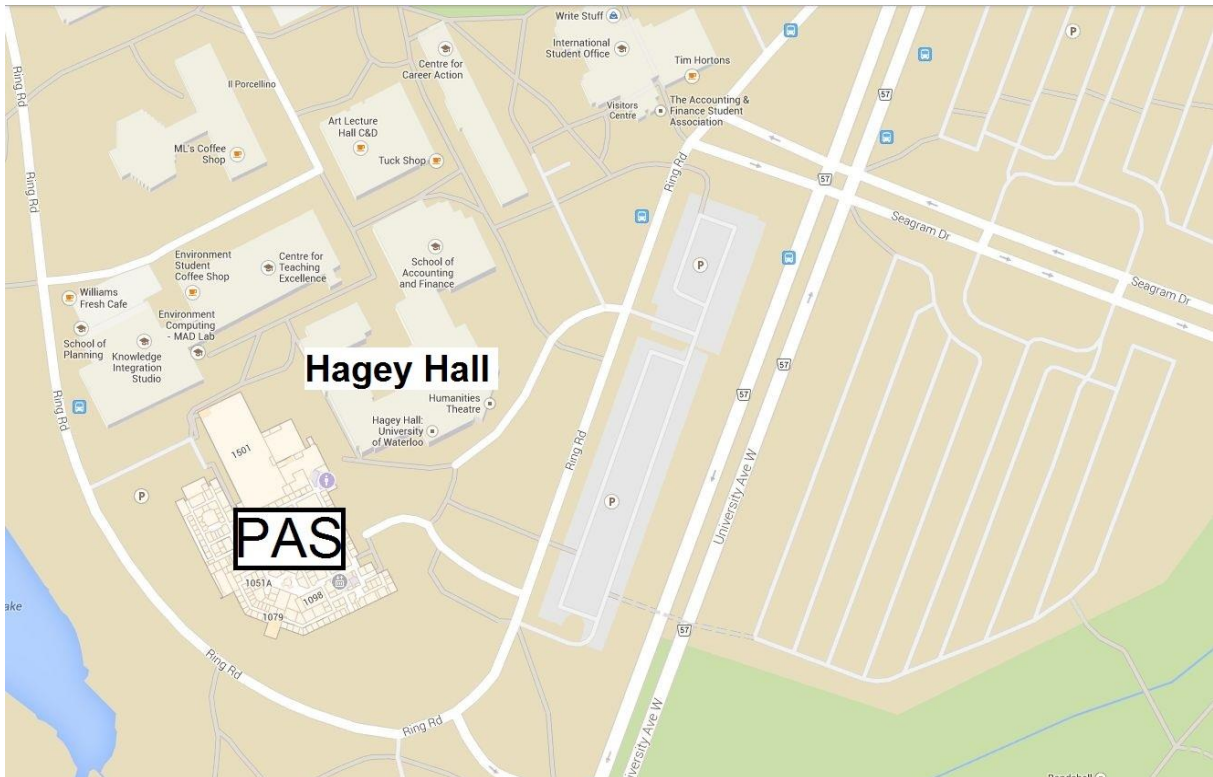 Write Stuff
International
Student Office
Tim Hortons
Visitors
Centre
The Accounting &
Finance Student
Association
P
Centre for
Career Action
Il Porcellino
Ring Rd
ML's Coffee
Shop
Art Lecture
Hall C&D
Tuck Shop
57
57
Ring Rd
Ring Rd
Seagram Dr
Seagram Dr
Environment
Student
Coffee Shop
Centre for
Teaching
Excellence
School of
Accounting
and Finance
P
Williams
Fresh Cafe
School of
Planning
Knowledge
Integration
Studio
Environment
Computing
- MAD Lab
Hagey Hall
Humanities
Theatre
Hagey Hall:
University
of Waterloo
57
57
Ring Rd
Ring Rd
1501
P
P
University Ave W
PAS
1051A
1098
1079
57
Ring Rd
Ring Rd
University Ave W